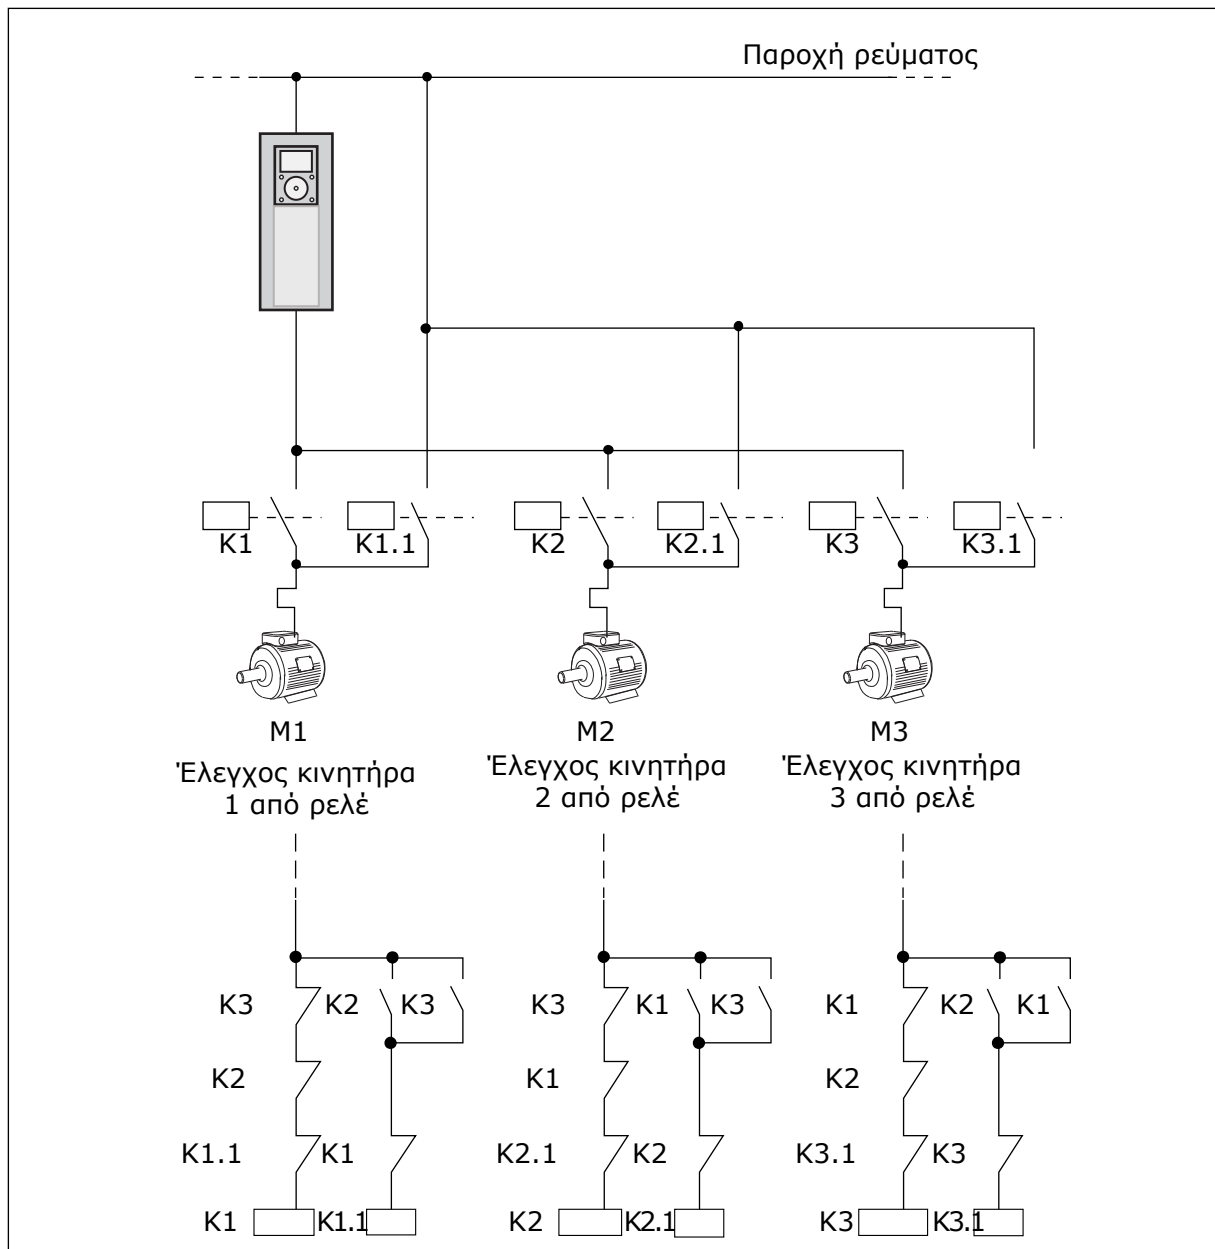 Παροχή ρεύματος
K1
K1.1
K2
K2.1
K3
K3.1
M1
M2
M3
Έλεγχος κινητήρα
1 από ρελέ
Έλεγχος κινητήρα
2 από ρελέ
Έλεγχος κινητήρα
3 από ρελέ
K3
K2
K3
K3
K1
K3
K1
K2
K1
K2
K1
K2
K1.1
K1
K2.1
K2
K3.1
K3
K1
K1.1
K2
K2.1
K3
K3.1